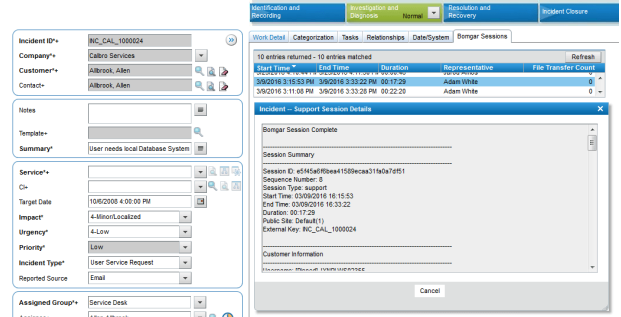 Identification and
Recording
Investigation and
Diagnosis
Normal
Resolution and
Recovery
Incident Closure
Incident ID*+
INC_CAL_1000024
Company*+
Calbro Services
Customer*+
Allbrook, Allen
Contact+
Allbrook, Allen
Notes
Template+
Summary*
User needs local Database System
Service*+
CI+
Target Date
10/6/2008 4:00:00 PM
Impact*
4-Minor/Localized
Urgency*
4-Low
Priority*
Low
Incident Type*
User Service Request
Reported Source
Email
Assigned Group*+
Service Desk
Work Detail
Categorization
Tasks
Relationships
Date/System
Bomgar Sessions
10 entries returned - 10 entries matched
Refresh
Start Time
End Time
Duration
Representative
File Transfer Count
3/9/2016 3:15:53 PM 3/9/2016 3:33:22 PM 00:17:29 Adam White 0
3/9/2016 3:11:08 PM 3/9/2016 3:33:28 PM 00:22:20 Adam White 0
Incident -- Support Session Details
X
Bomgar Session Complete
Session Summary
Session ID: e5f45a6f6bea41589ecaa31fa0a7df51
Sequence Number: 8
Session Type: support
Start Time: 03/09/2016 16:15:53
End Time: 03/09/2016 16:33:22
Duration: 00:17:29
Public Site: Default(1)
External Key: INC_CAL_1000024
Customer Information
Cancel